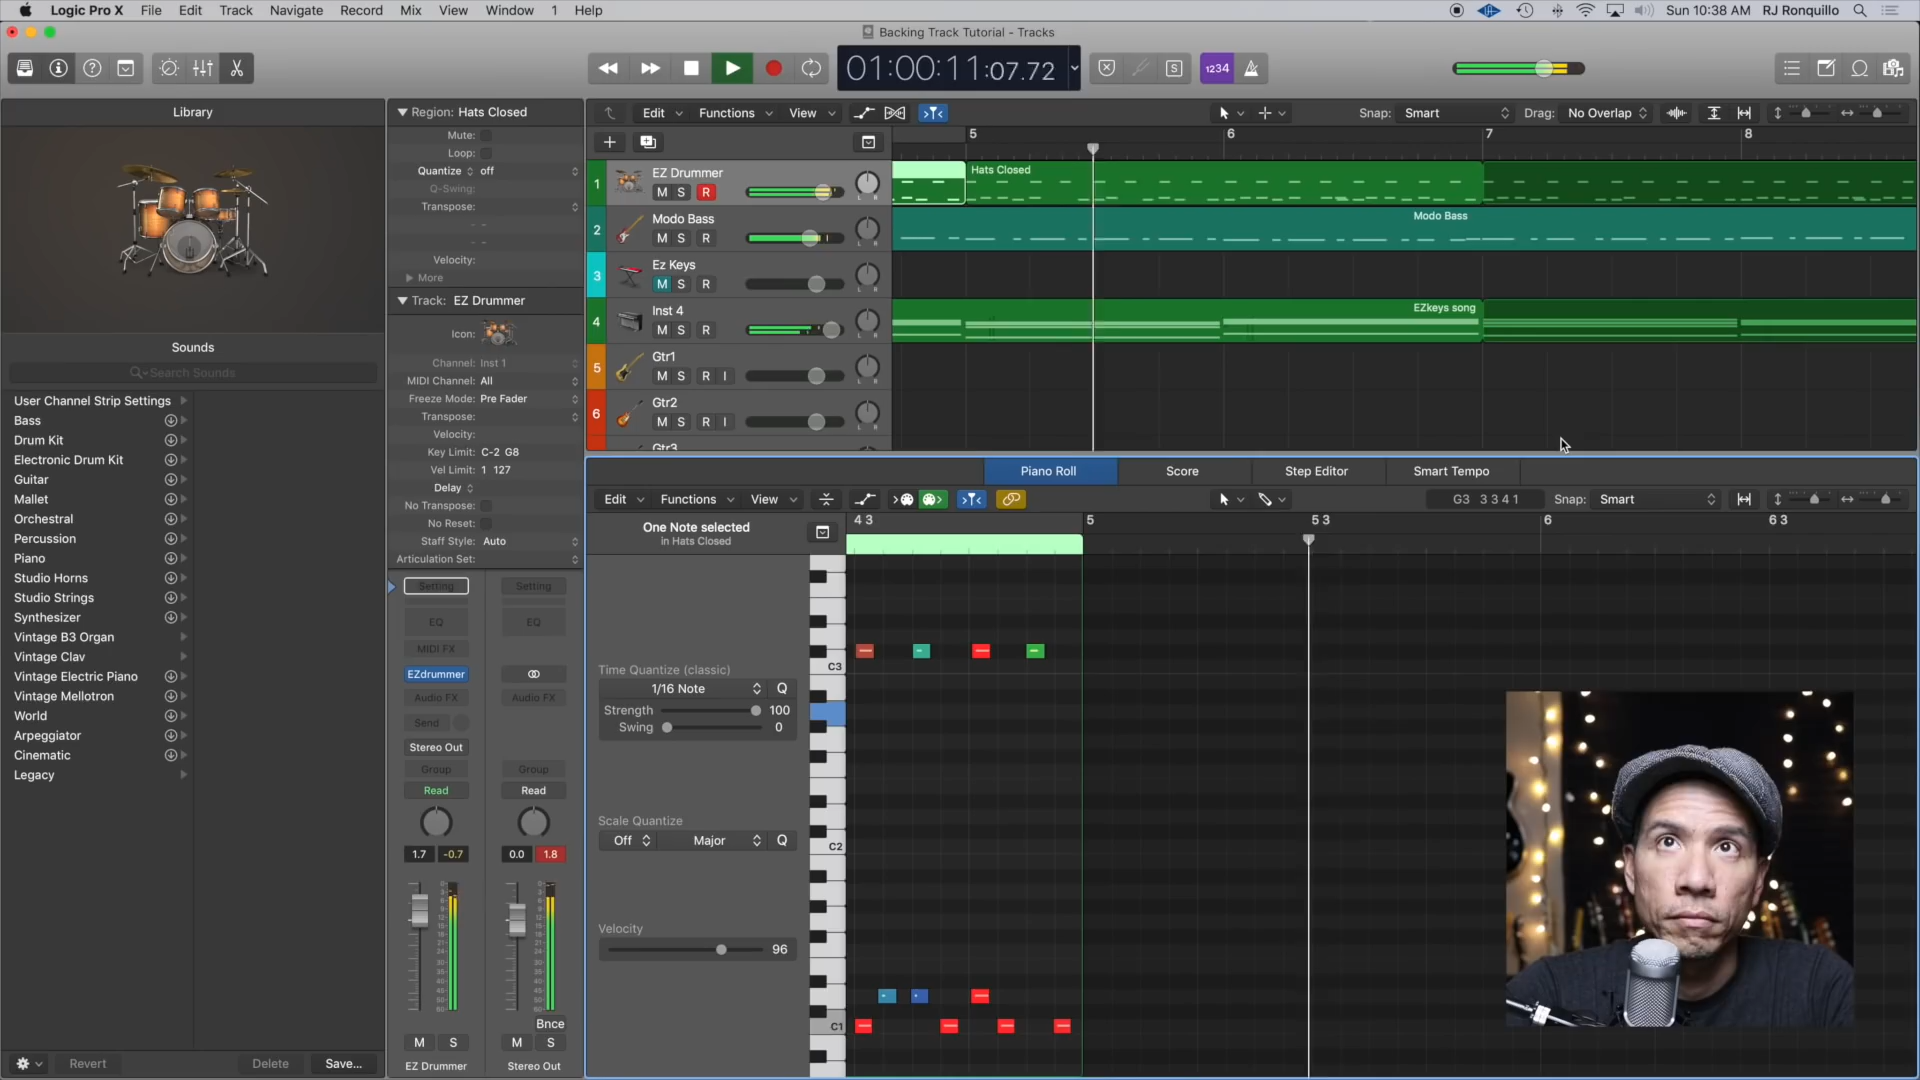 Logic Pro X File Edit Track Navigate Record Mix View Window 1 Help
Sun 10:38 AM RJ Ronquillo
Backing Track Tutorial - Tracks
01:00:11:07.72
S
1234
Library
Region: Hats Closed
Mute:
Loop:
Quantize off
Q-Swing:
Transpose:
Velocity:
More
Track: EZ Drummer
Icon:
Channel: Inst 1
MIDI Channel: All
Freeze Mode: Pre Fader
Transpose:
Velocity:
Key Limit: C-2 G8
Vel Limit: 1 127
Delay
No Transpose:
No Reset:
Staff Style: Auto
Articulation Set:
Edit Functions View
Snap: Smart Drag: No Overlap
5 6 7 8
1 EZ Drummer
M S R
Hats Closed
2 Modo Bass
M S R
Modo Bass
3 Ez Keys
M S R
4 Inst 4
M S R
EZkeys song
5 Gtr1
M S R I
6 Gtr2
M S R I
Gtr3
Sounds
Search Sounds
User Channel Strip Settings
Bass
Drum Kit
Electronic Drum Kit
Guitar
Mallet
Orchestral
Percussion
Piano
Studio Horns
Studio Strings
Synthesizer
Vintage B3 Organ
Vintage Clav
Vintage Electric Piano
Vintage Mellotron
World
Arpeggiator
Cinematic
Legacy
Revert Delete Save...
Setting Setting
EQ EQ
MIDI FX
EZdrummer
Audio FX Audio FX
Send
Stereo Out
Group Group
Read Read
1.7 -0.7 0.0 1.8
Bnce
M S M S
EZ Drummer Stereo Out
Piano Roll Score Step Editor Smart Tempo
Edit Functions View
G3 3 3 4 1 Snap: Smart
One Note selected
in Hats Closed
4 3 5 5 3 6 6 3
Time Quantize (classic)
1/16 Note Q
Strength 100
Swing 0
Scale Quantize
Off Major Q
Velocity
96
C3
C2
C1